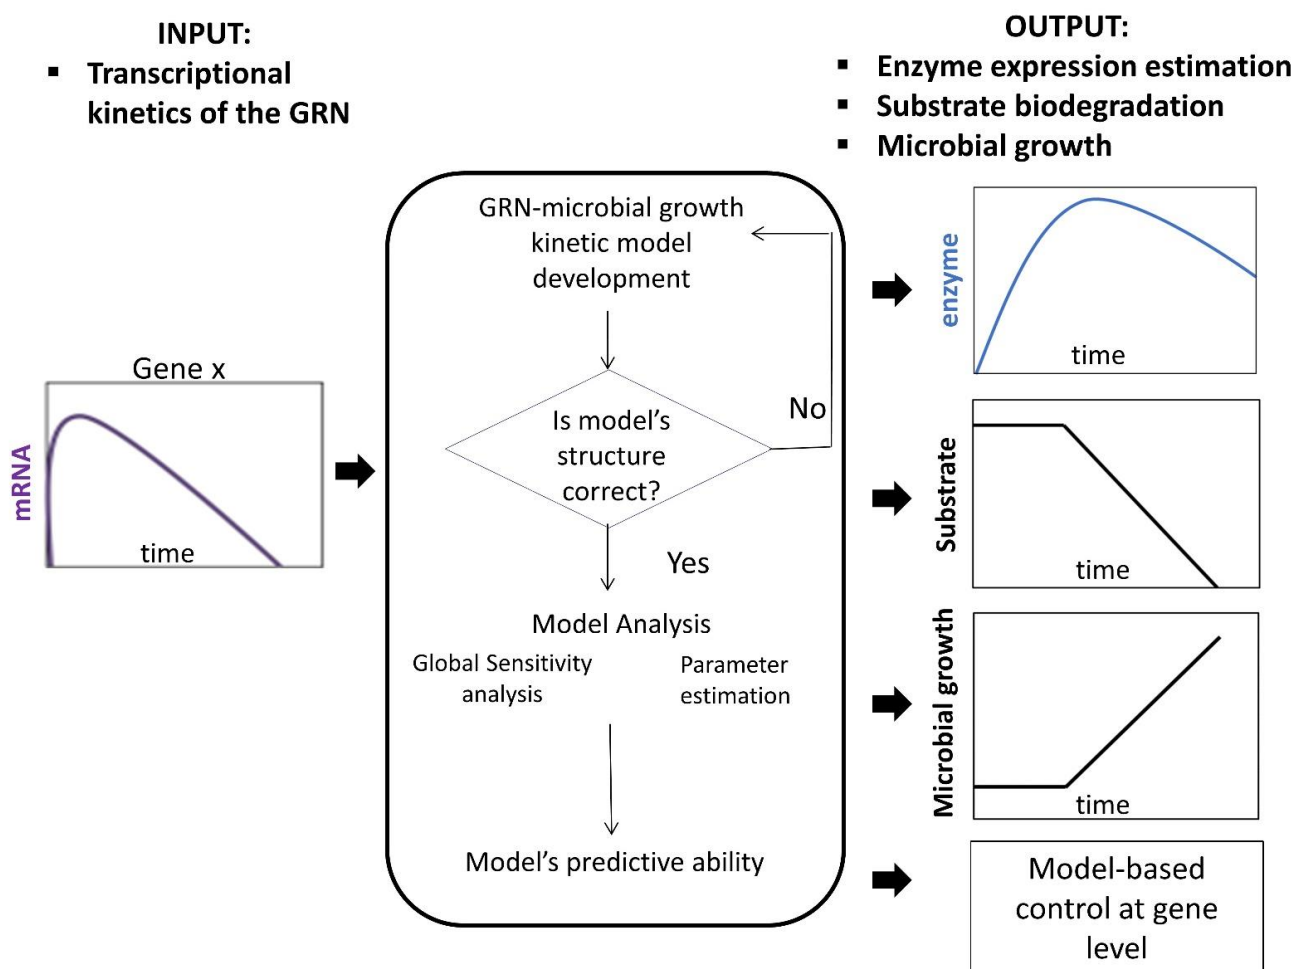 INPUT:
▪ Transcriptional
kinetics of the GRN
OUTPUT:
▪ Enzyme expression estimation
▪ Substrate biodegradation
▪ Microbial growth
Gene x
mRNA
time
GRN-microbial growth
kinetic model
development
Is model’s
structure
correct?
No
Yes
Model Analysis
Global Sensitivity
analysis
Parameter
estimation
Model’s predictive ability
enzyme
time
Substrate
time
Microbial growth
time
Model-based
control at gene
level